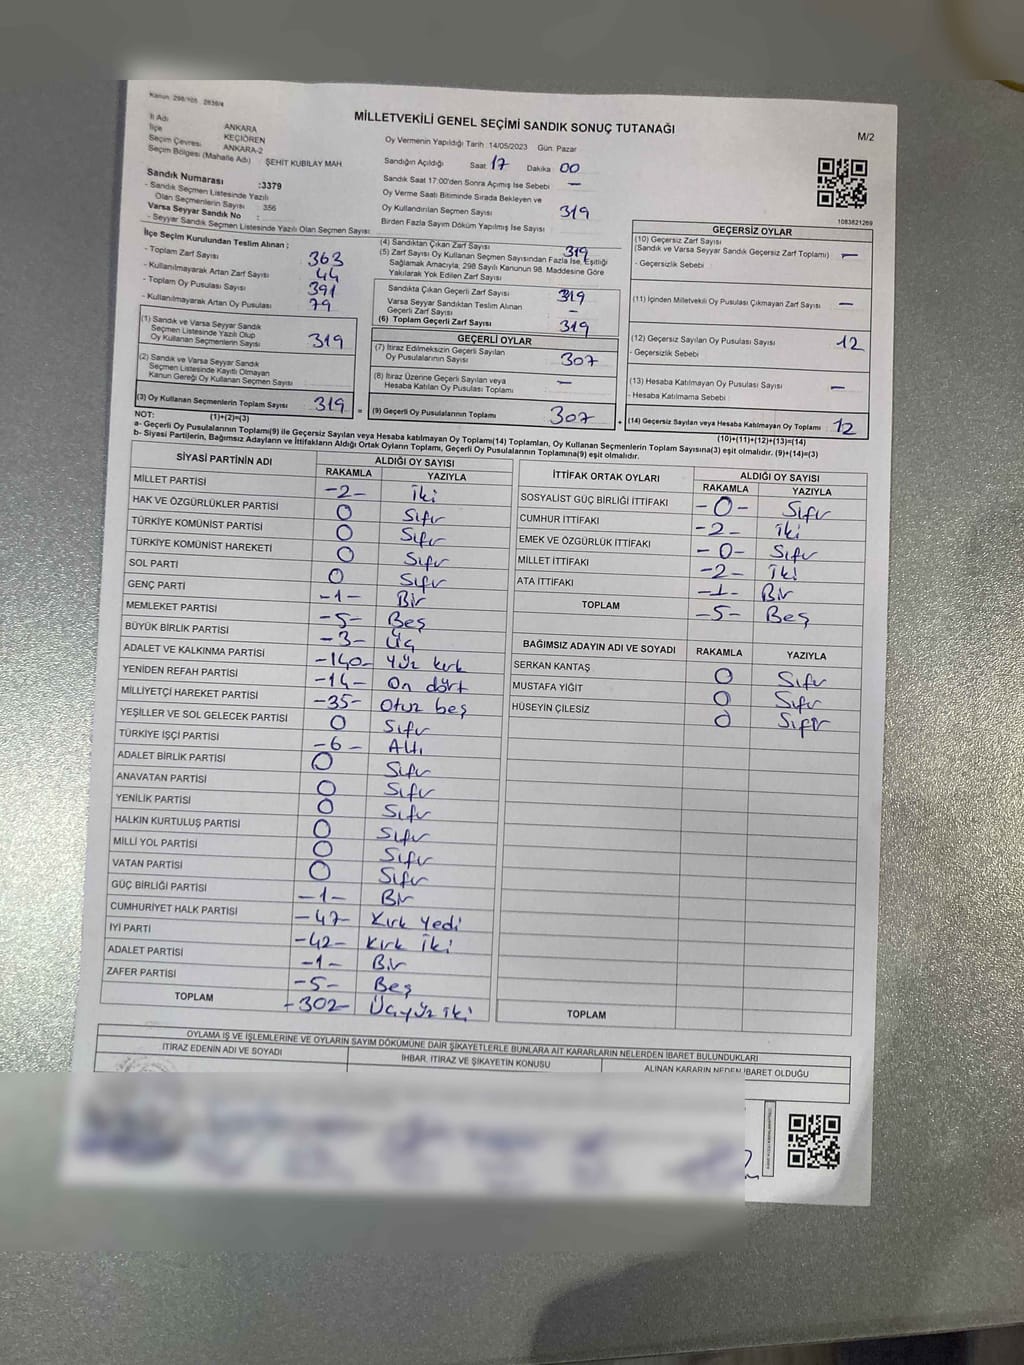 Kanun 298/105 2839/4
MİLLETVEKİLİ GENEL SEÇİMİ SANDIK SONUÇ TUTANAĞI
M/2
İl Adı ANKARA
İlçe KEÇİÖREN
Seçim Çevresi ANKARA-2
Seçim Bölgesi (Mahalle Adı) : ŞEHİT KUBİLAY MAH.
Sandık Numarası :3379
- Sandık Seçmen Listesinde Yazılı
Olan Seçmenlerin Sayısı : 356
Varsa Seyyar Sandık No :
- Seyyar Sandık Seçmen Listesinde Yazılı Olan Seçmen Sayısı:
Oy Vermenin Yapıldığı Tarih :14/05/2023 Gün: Pazar
Sandığın Açıldığı Saat 17 Dakika 00
Sandık Saat 17:00'den Sonra Açımış İse Sebebi —
Oy Verme Saati Bitiminde Sırada Bekleyen ve
Oy Kullandırılan Seçmen Sayısı 319
Birden Fazla Sayım Döküm Yapılmış İse Sayısı
1083821269
İlçe Seçim Kurulundan Teslim Alınan ;
- Toplam Zarf Sayısı 363
- Kullanılmayarak Artan Zarf Sayısı 44
- Toplam Oy Pusulası Sayısı 391
- Kullanılmayarak Artan Oy Pusulası 79
(1) Sandık ve Varsa Seyyar Sandık
Seçmen Listesinde Yazılı Olup
Oy Kullanan Seçmenlerin Sayısı 319
(2) Sandık ve Varsa Seyyar Sandık
Seçmen Listesinde Kayıtlı Olmayan
Kanun Gereği Oy Kullanan Seçmen Sayısı
(3) Oy Kullanan Seçmenlerin Toplam Sayısı 319
(1)+(2)=(3)
(4) Sandıktan Çıkan Zarf Sayısı 319
(5) Zarf Sayısı Oy Kullanan Seçmen Sayısından Fazla İse, Eşitliği
Sağlamak Amacıyla, 298 Sayılı Kanunun 98. Maddesine Göre
Yakılarak Yok Edilen Zarf Sayısı
Sandıkta Çıkan Geçerli Zarf Sayısı 319
Varsa Seyyar Sandıktan Teslim Alınan
Geçerli Zarf Sayısı —
(6) Toplam Geçerli Zarf Sayısı 319
GEÇERLİ OYLAR
(7) İtiraz Edilmeksizin Geçerli Sayılan
Oy Pusulalarının Sayısı 307
(8) İtiraz Üzerine Geçerli Sayılan veya
Hesaba Katılan Oy Pusulası Toplamı —
= (9) Geçerli Oy Pusulalarının Toplamı 307
GEÇERSİZ OYLAR
(10) Geçersiz Zarf Sayısı
(Sandık ve Varsa Seyyar Sandık Geçersiz Zarf Toplamı) —
- Geçersizlik Sebebi :
(11) İçinden Milletvekili Oy Pusulası Çıkmayan Zarf Sayısı —
(12) Geçersiz Sayılan Oy Pusulası Sayısı 12
- Geçersizlik Sebebi
(13) Hesaba Katılmayan Oy Pusulası Sayısı —
- Hesaba Katılmama Sebebi :
+ (14) Geçersiz Sayılan veya Hesaba Katılmayan Oy Toplamı : 12
(10)+(11)+(12)+(13)=(14)
NOT:
a- Geçerli Oy Pusulalarının Toplamı(9) ile Geçersiz Sayılan veya Hesaba katılmayan Oy Toplamı(14) Toplamları, Oy Kullanan Seçmenlerin Toplam Sayısına(3) eşit olmalıdır. (9)+(14)=(3)
b- Siyasi Partilerin, Bağımsız Adayların ve İttifakların Aldığı Ortak Oyların Toplamı, Geçerli Oy Pusulalarının Toplamına(9) eşit olmalıdır.
SİYASİ PARTİNİN ADI ALDIĞI OY SAYISI
RAKAMLA YAZIYLA
MİLLET PARTİSİ -2- İki
HAK VE ÖZGÜRLÜKLER PARTİSİ 0 Sıfır
TÜRKİYE KOMÜNİST PARTİSİ 0 Sıfır
TÜRKİYE KOMÜNİST HAREKETİ 0 Sıfır
SOL PARTİ 0 Sıfır
GENÇ PARTİ -1- Bir
MEMLEKET PARTİSİ -5- Beş
BÜYÜK BİRLİK PARTİSİ -3- Üç
ADALET VE KALKINMA PARTİSİ -140- Yüz kırk
YENİDEN REFAH PARTİSİ -14- On dört
MİLLİYETÇİ HAREKET PARTİSİ -35- Otuz beş
YEŞİLLER VE SOL GELECEK PARTİSİ 0 Sıfır
TÜRKİYE İŞÇİ PARTİSİ -6- Altı
ADALET BİRLİK PARTİSİ 0 Sıfır
ANAVATAN PARTİSİ 0 Sıfır
YENİLİK PARTİSİ 0 Sıfır
HALKIN KURTULUŞ PARTİSİ 0 Sıfır
MİLLİ YOL PARTİSİ 0 Sıfır
VATAN PARTİSİ 0 Sıfır
GÜÇ BİRLİĞİ PARTİSİ -1- Bir
CUMHURİYET HALK PARTİSİ -47- Kırk Yedi
İYİ PARTİ -42- Kırk İki
ADALET PARTİSİ -1- Bir
ZAFER PARTİSİ -5- Beş
TOPLAM -302- Üçyüz iki
İTTİFAK ORTAK OYLARI ALDIĞI OY SAYISI
RAKAMLA YAZIYLA
SOSYALIST GÜÇ BİRLİĞİ İTTİFAKI -0- Sıfır
CUMHUR İTTİFAKI -2- İki
EMEK VE ÖZGÜRLÜK İTTİFAKI -0- Sıfır
MİLLET İTTİFAKI -2- İki
ATA İTTİFAKI -1- Bir
TOPLAM -5- Beş
BAĞIMSIZ ADAYIN ADI VE SOYADI RAKAMLA YAZIYLA
SERKAN KANTAŞ 0 Sıfır
MUSTAFA YİĞİT 0 Sıfır
HÜSEYİN ÇİLESİZ 0 Sıfır
TOPLAM
OYLAMA İŞ VE İŞLEMLERİNE VE OYLARIN SAYIM DÖKÜMÜNE DAİR ŞİKAYETLERLE BUNLARA AİT KARARLARIN NELERDEN İBARET BULUNDUKLARI
İTİRAZ EDENİN ADI VE SOYADI İHBAR, İTİRAZ VE ŞİKAYETİN KONUSU ALINAN KARARIN NEDEN İBARET OLDUĞU